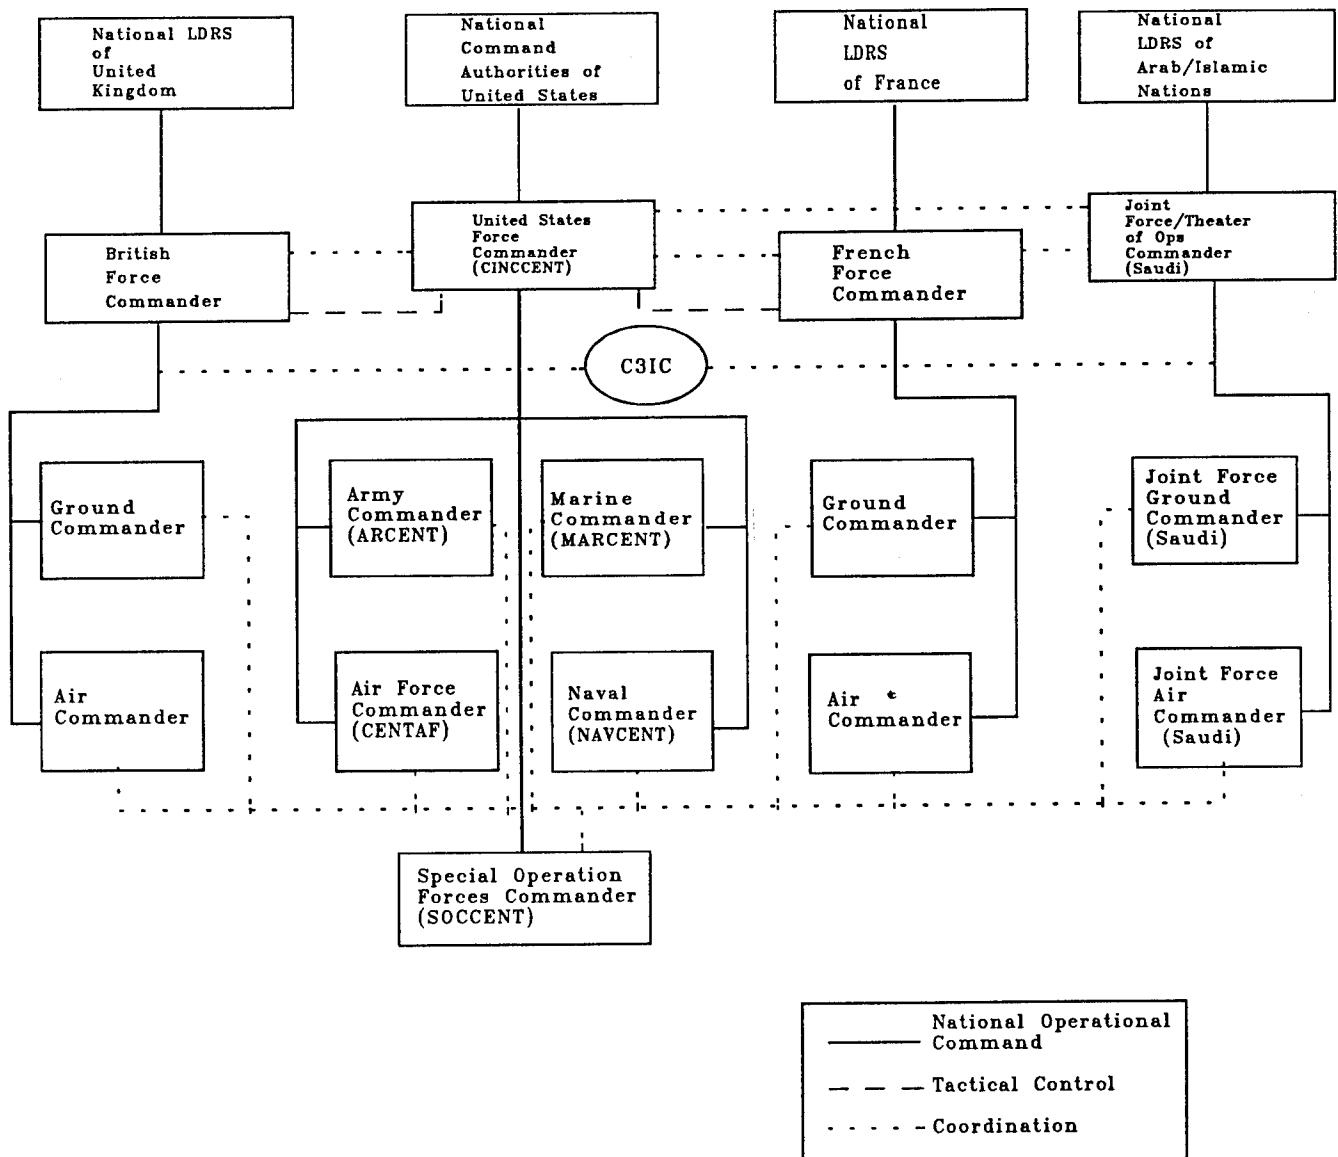 National LDRS
of
United
Kingdom
National
Command
Authorities of
United States
National
LDRS
of France
National
LDRS of
Arab/Islamic
Nations
British
Force
Commander
United States
Force
Commander
(CINCCENT)
French
Force
Commander
Joint
Force/Theater
of Ops
Commander
(Saudi)
C3IC
Ground
Commander
Army
Commander
(ARCENT)
Marine
Commander
(MARCENT)
Ground
Commander
Joint Force
Ground
Commander
(Saudi)
Air
Commander
Air Force
Commander
(CENTAF)
Naval
Commander
(NAVCENT)
Air
Commander
Joint Force
Air
Commander
(Saudi)
Special Operation
Forces Commander
(SOCCENT)
National Operational
Command
Tactical Control
Coordination